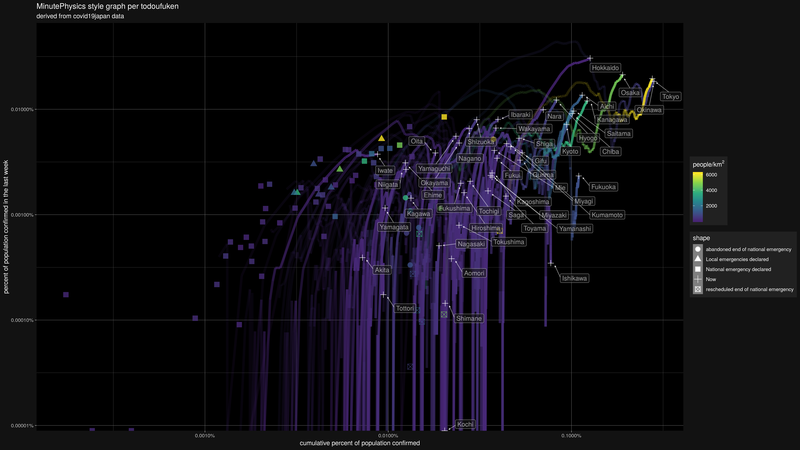 MinutePhysics style graph per todoufuken
derived from covid19japan data
percent of population confirmed in the last week
0.01000%
0.00100%
0.00010%
0.00001%
0.0010%
0.0100%
0.1000%
cumulative percent of population confirmed
Hokkaido
Osaka
Tokyo
Aichi
Okinawa
Ibaraki
Nara
Kanagawa
Wakayama
Saitama
Oita
Shizuoka
Shiga
Hyogo
Kyoto
Chiba
Nagano
Gifu
Iwate
Yamaguchi
Gunma
Fukui
Niigata
Okayama
Mie
Fukuoka
Ehime
Kagoshima
Miyagi
Kagawa
Fukushima
Tochigi
Saga
Miyazaki
Kumamoto
Yamagata
Hiroshima
Toyama
Yamanashi
Nagasaki
Tokushima
Akita
Aomori
Ishikawa
Tottori
Shimane
Kochi
people/km²
6000
4000
2000
shape
abandoned end of national emergency
Local emergencies declared
National emergency declared
Now
rescheduled end of national emergency